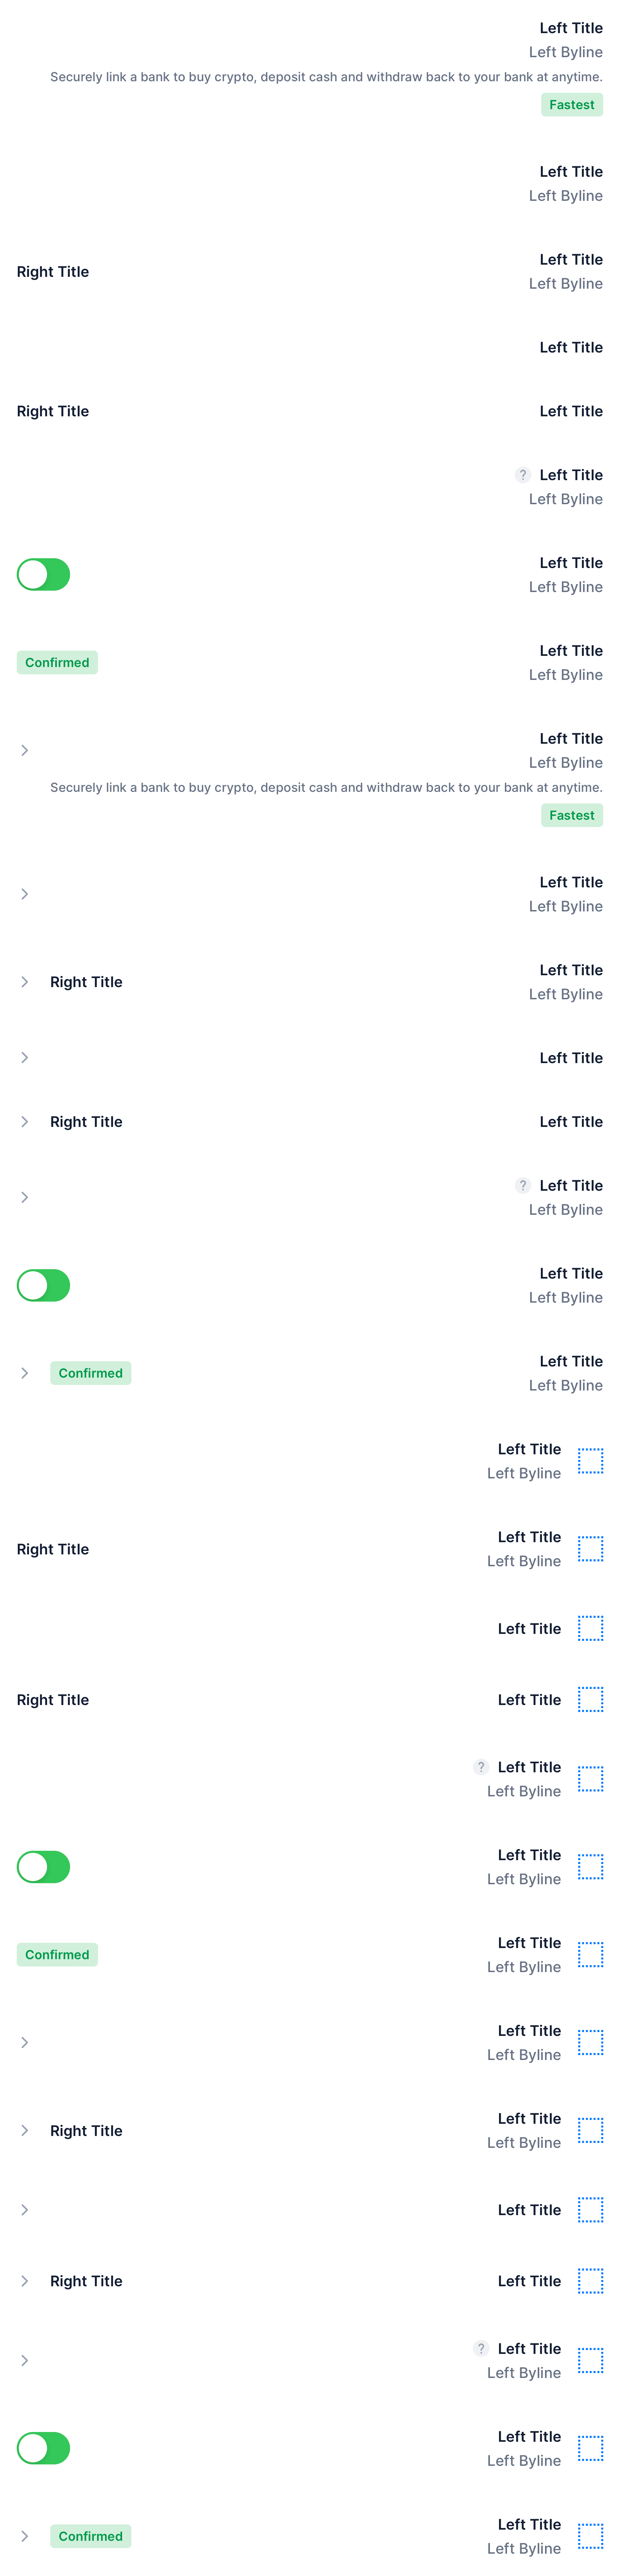 Left Title
Left Byline
Securely link a bank to buy crypto, deposit cash and withdraw back to your bank at anytime.
Fastest
Left Title
Left Byline
Right Title
Left Title
Left Byline
Left Title
Right Title
Left Title
? Left Title
Left Byline
Left Title
Left Byline
Confirmed
Left Title
Left Byline
Left Title
Left Byline
Securely link a bank to buy crypto, deposit cash and withdraw back to your bank at anytime.
Fastest
Left Title
Left Byline
Right Title
Left Title
Left Byline
Left Title
Right Title
Left Title
? Left Title
Left Byline
Left Title
Left Byline
Confirmed
Left Title
Left Byline
Left Title
Left Byline
Right Title
Left Title
Left Byline
Left Title
Right Title
Left Title
? Left Title
Left Byline
Left Title
Left Byline
Confirmed
Left Title
Left Byline
Left Title
Left Byline
Right Title
Left Title
Left Byline
Left Title
Right Title
Left Title
? Left Title
Left Byline
Left Title
Left Byline
Confirmed
Left Title
Left Byline